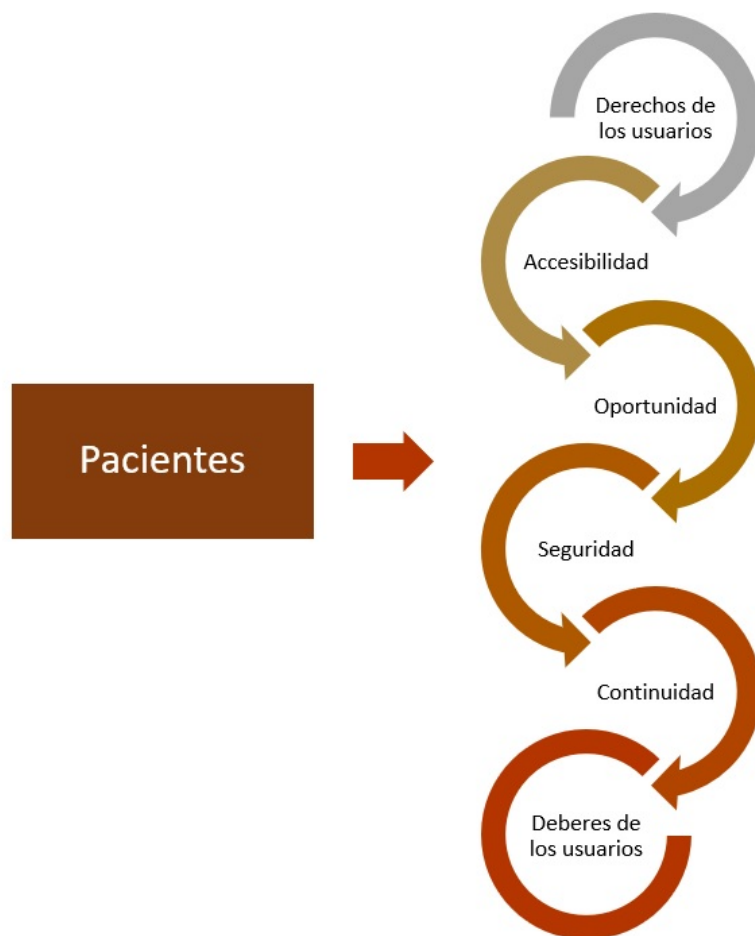 Derechos de
los usuarios
Accesibilidad
Oportunidad
Pacientes
Seguridad
Continuidad
Deberes de
los usuarios